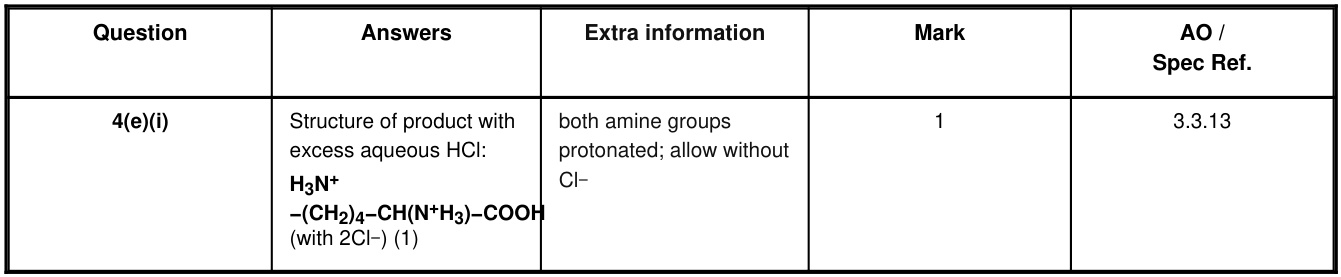 Question Answers Extra information Mark AO /
Spec Ref.
4(e)(i) Structure of product with both amine groups 1 3.3.13
excess aqueous HCl: protonated; allow without
H₃N⁺ Cl⁻
–(CH₂)₄–CH(N⁺H₃)–COOH
(with 2Cl⁻) (1)